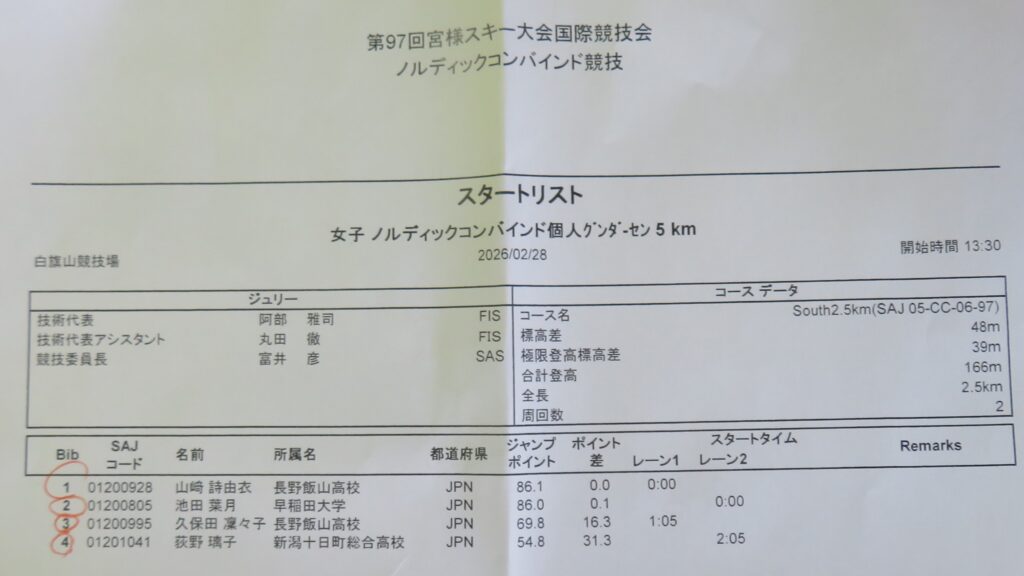 第97回宮様スキー大会国際競技会
ノルディックコンバインド競技
スタートリスト
女子 ノルディックコンバインド個人グンダーセン 5 km
2026/02/28
白旗山競技場
開始時間 13:30
ジュリー
技術代表 阿部 雅司 FIS
技術代表アシスタント 丸田 徹 FIS
競技委員長 富井 彦 SAS
コース データ
コース名 South2.5km(SAJ 05-CC-06-97)
標高差 48m
極限登高標高差 39m
合計登高 166m
全長 2.5km
周回数 2
Bib SAJコード 名前 所属名 都道府県 ジャンプポイント ポイント差 スタートタイム レーン1 レーン2 Remarks
1 01200928 山﨑 詩由衣 長野飯山高校 JPN 86.1 0.0 0:00
2 01200805 池田 葉月 早稲田大学 JPN 86.0 0.1 0:00
3 01200995 久保田 凜々子 長野飯山高校 JPN 69.8 16.3 1:05
4 01201041 荻野 璃子 新潟十日町総合高校 JPN 54.8 31.3 2:05